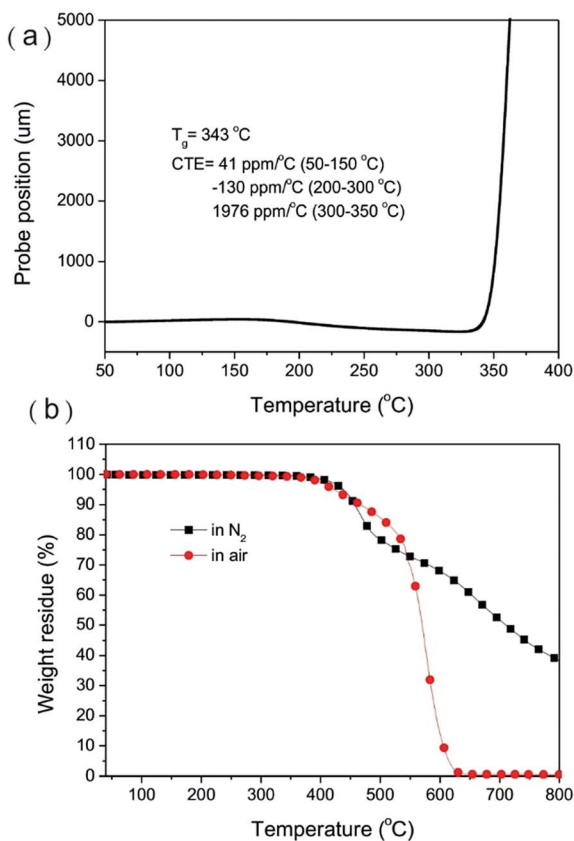 ( a )
5000
4000
3000
2000
1000
0
Probe position (um)
T_g= 343 °C
CTE= 41 ppm/°C (50-150 °C)
-130 ppm/°C (200-300 °C)
1976 ppm/°C (300-350 °C)
50 100 150 200 250 300 350 400
Temperature (°C)
( b )
110
100
90
80
70
60
50
40
30
20
10
0
Weight residue (%)
in N₂
in air
100 200 300 400 500 600 700 800
Temperature (°C)